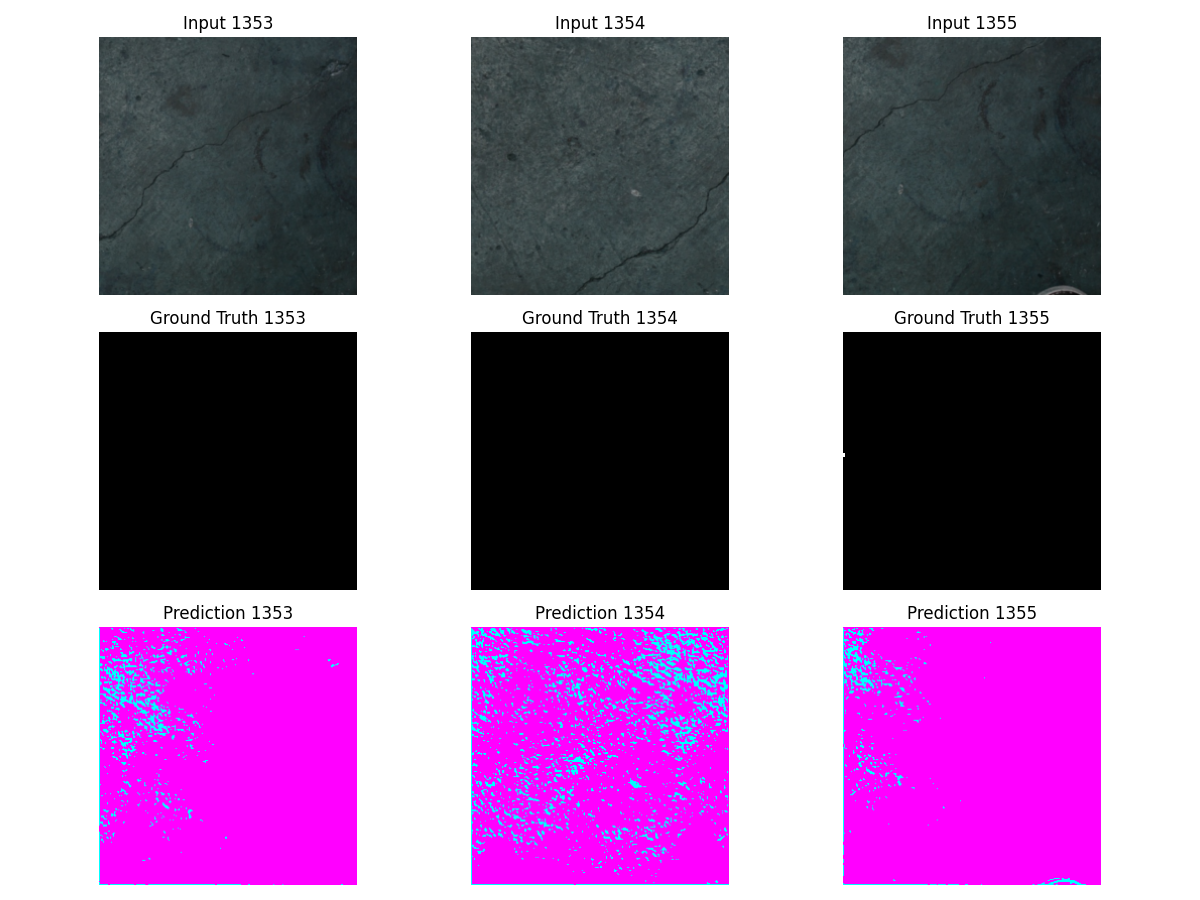 Input 1353
Input 1354
Input 1355
Ground Truth 1353
Ground Truth 1354
Ground Truth 1355
Prediction 1353
Prediction 1354
Prediction 1355